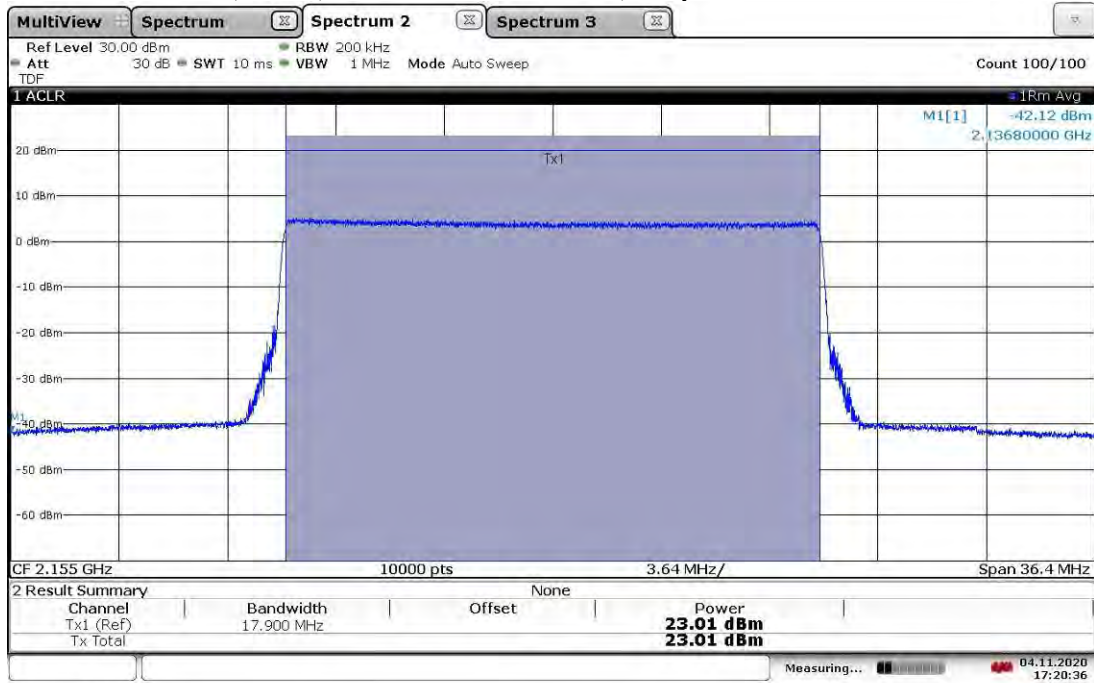 MultiView Spectrum Spectrum 2 Spectrum 3
Ref Level 30.00 dBm RBW 200 kHz
Att 30 dB SWT 10 ms VBW 1 MHz Mode Auto Sweep Count 100/100
TDF
1 ACLR 1Rm Avg
M1[1] -42.12 dBm
2.13680000 GHz
20 dBm
Tx1
10 dBm
0 dBm
-10 dBm
-20 dBm
-30 dBm
M1
-40 dBm
-50 dBm
-60 dBm
CF 2.155 GHz 10000 pts 3.64 MHz/ Span 36.4 MHz
2 Result Summary None
Channel Bandwidth Offset Power
Tx1 (Ref) 17.900 MHz 23.01 dBm
Tx Total 23.01 dBm
Measuring... 04.11.2020
17:20:36